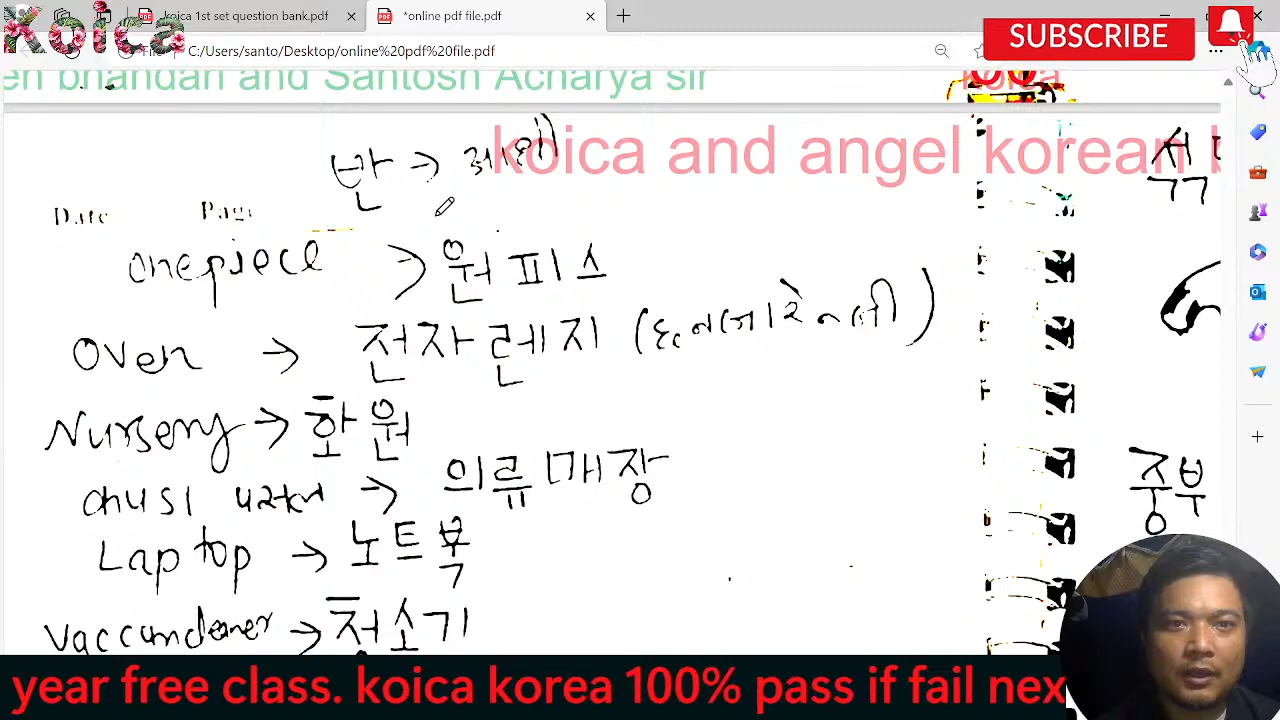 koica 1st set question bank.pdf
*online pdf file.pdf
Koica
SUBSCRIBE
File
C:/Users/santo/Desktop/online%20pdf%20file.pdf
en bhandari and Santosh Acharya sir
koica
koica and angel korean b
반 →
Date Page
onepiece > 원피스
oven → 전자렌지
Nursery → 화원
→ 의류매장
Laptop → 노트북
→ 청소기
중부
year free class. koica korea 100% pass if fail nex